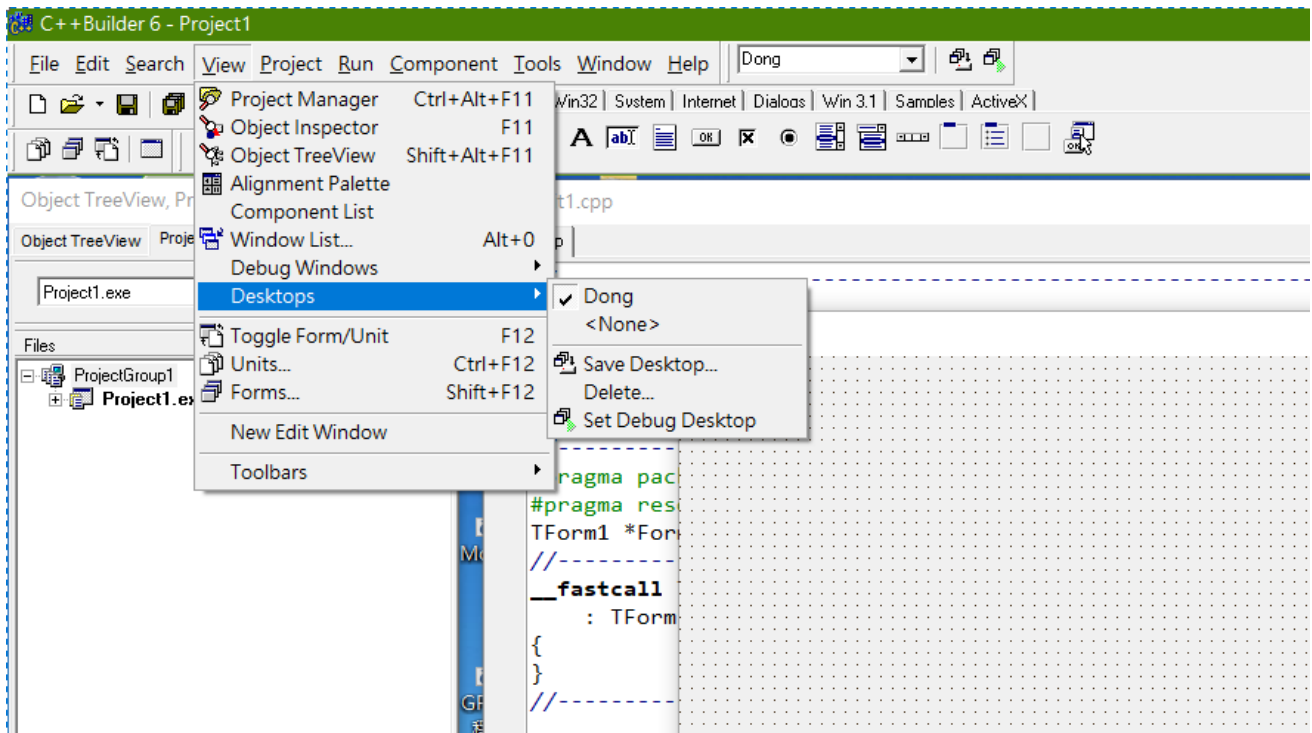 C++Builder 6 - Project1
File Edit Search View Project Run Component Tools Window Help Dong
Win32 System Internet Dialogs Win 3.1 Samples ActiveX
Project Manager Ctrl+Alt+F11
Object Inspector F11
Object TreeView Shift+Alt+F11
Alignment Palette
Component List
Window List... Alt+0
Debug Windows
Desktops
Toggle Form/Unit F12
Units... Ctrl+F12
Forms... Shift+F12
New Edit Window
Toolbars
Dong
<None>
Save Desktop...
Delete...
Set Debug Desktop
Object TreeView, Pr
Object TreeView Proje
Project1.exe
Files
ProjectGroup1
Project1.ex
t1.cpp
p
ragma pac
#pragma res
TForm1 *For
//---------
__fastcall
: TForm
{
}
//---------
A ab OK
OK